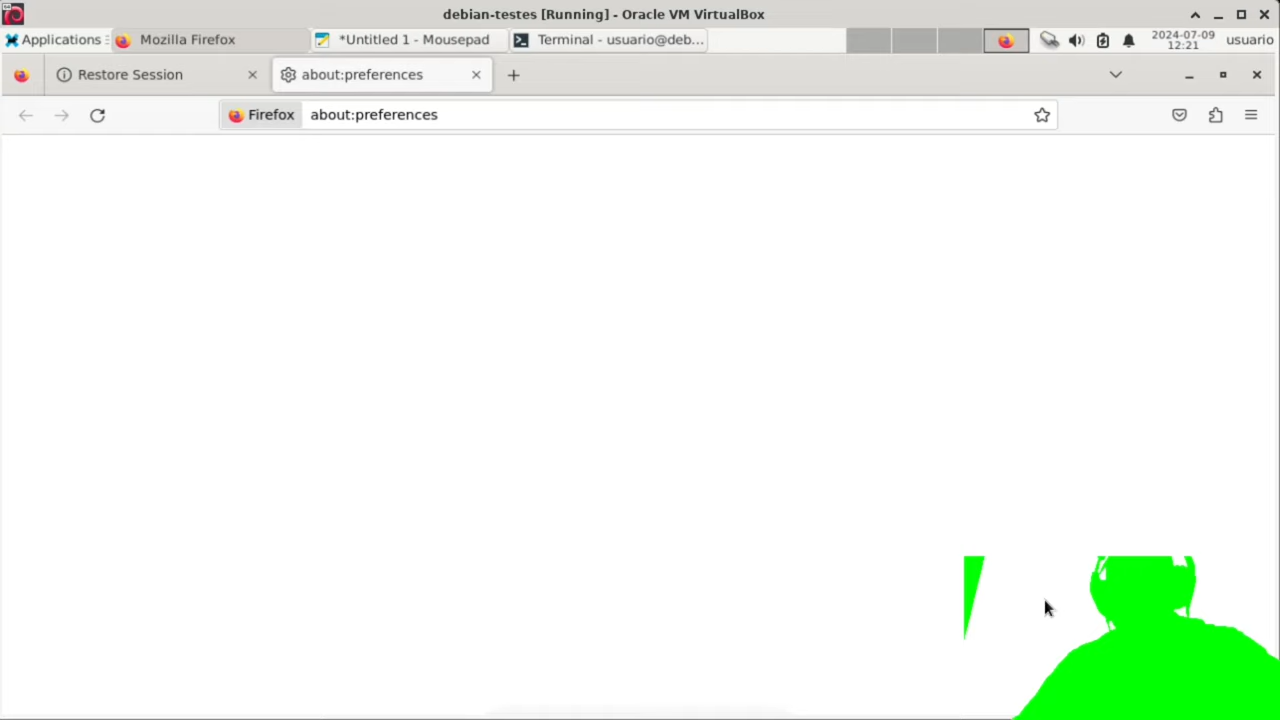 debian-testes [Running] - Oracle VM VirtualBox
Applications Mozilla Firefox *Untitled 1 - Mousepad Terminal - usuario@deb... 2024-07-09 12:21 usuario
Restore Session about:preferences
Firefox about:preferences